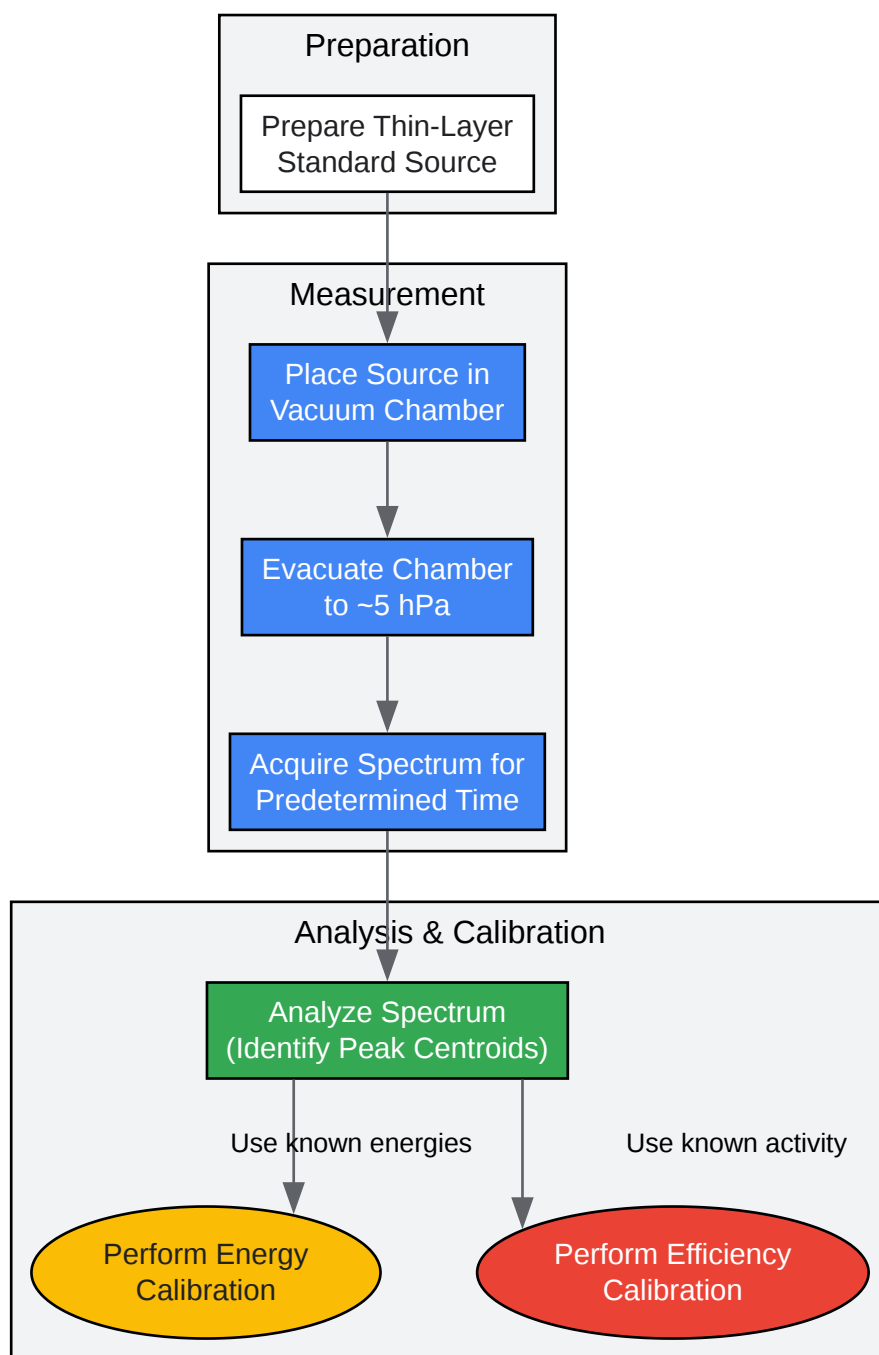 Preparation
Prepare Thin-Layer
Standard Source
Measurement
Place Source in
Vacuum Chamber
Evacuate Chamber
to ~5 hPa
Acquire Spectrum for
Predetermined Time
Analysis & Calibration
Analyze Spectrum
(Identify Peak Centroids)
Use known energies
Use known activity
Perform Energy
Calibration
Perform Efficiency
Calibration